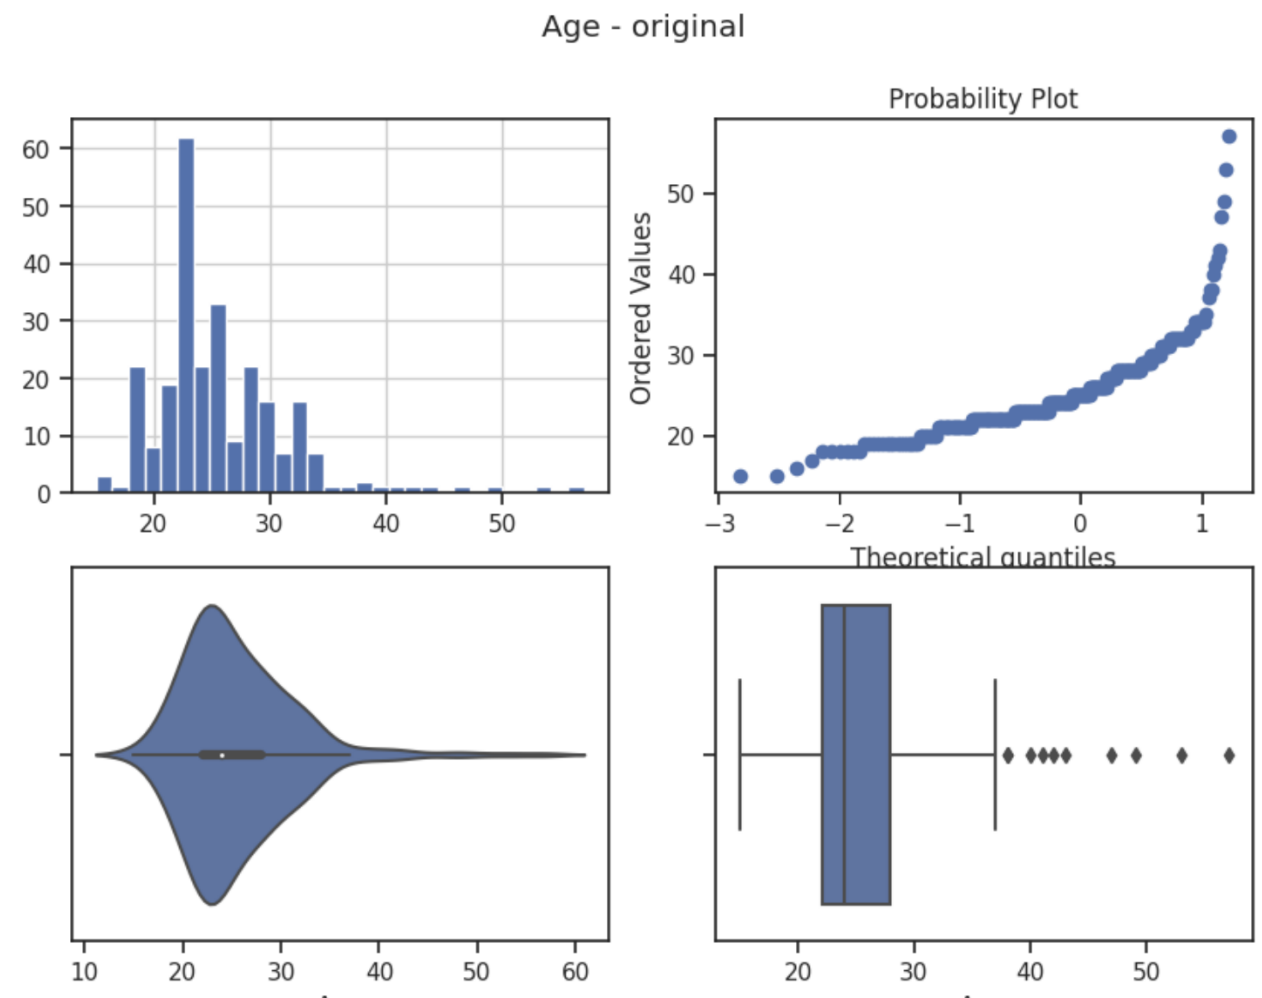 Age - original
Probability Plot
60
50
40
30
20
10
0
20 30 40 50
Ordered Values
50
40
30
20
−3 −2 −1 0 1
Theoretical quantiles
10 20 30 40 50 60
20 30 40 50